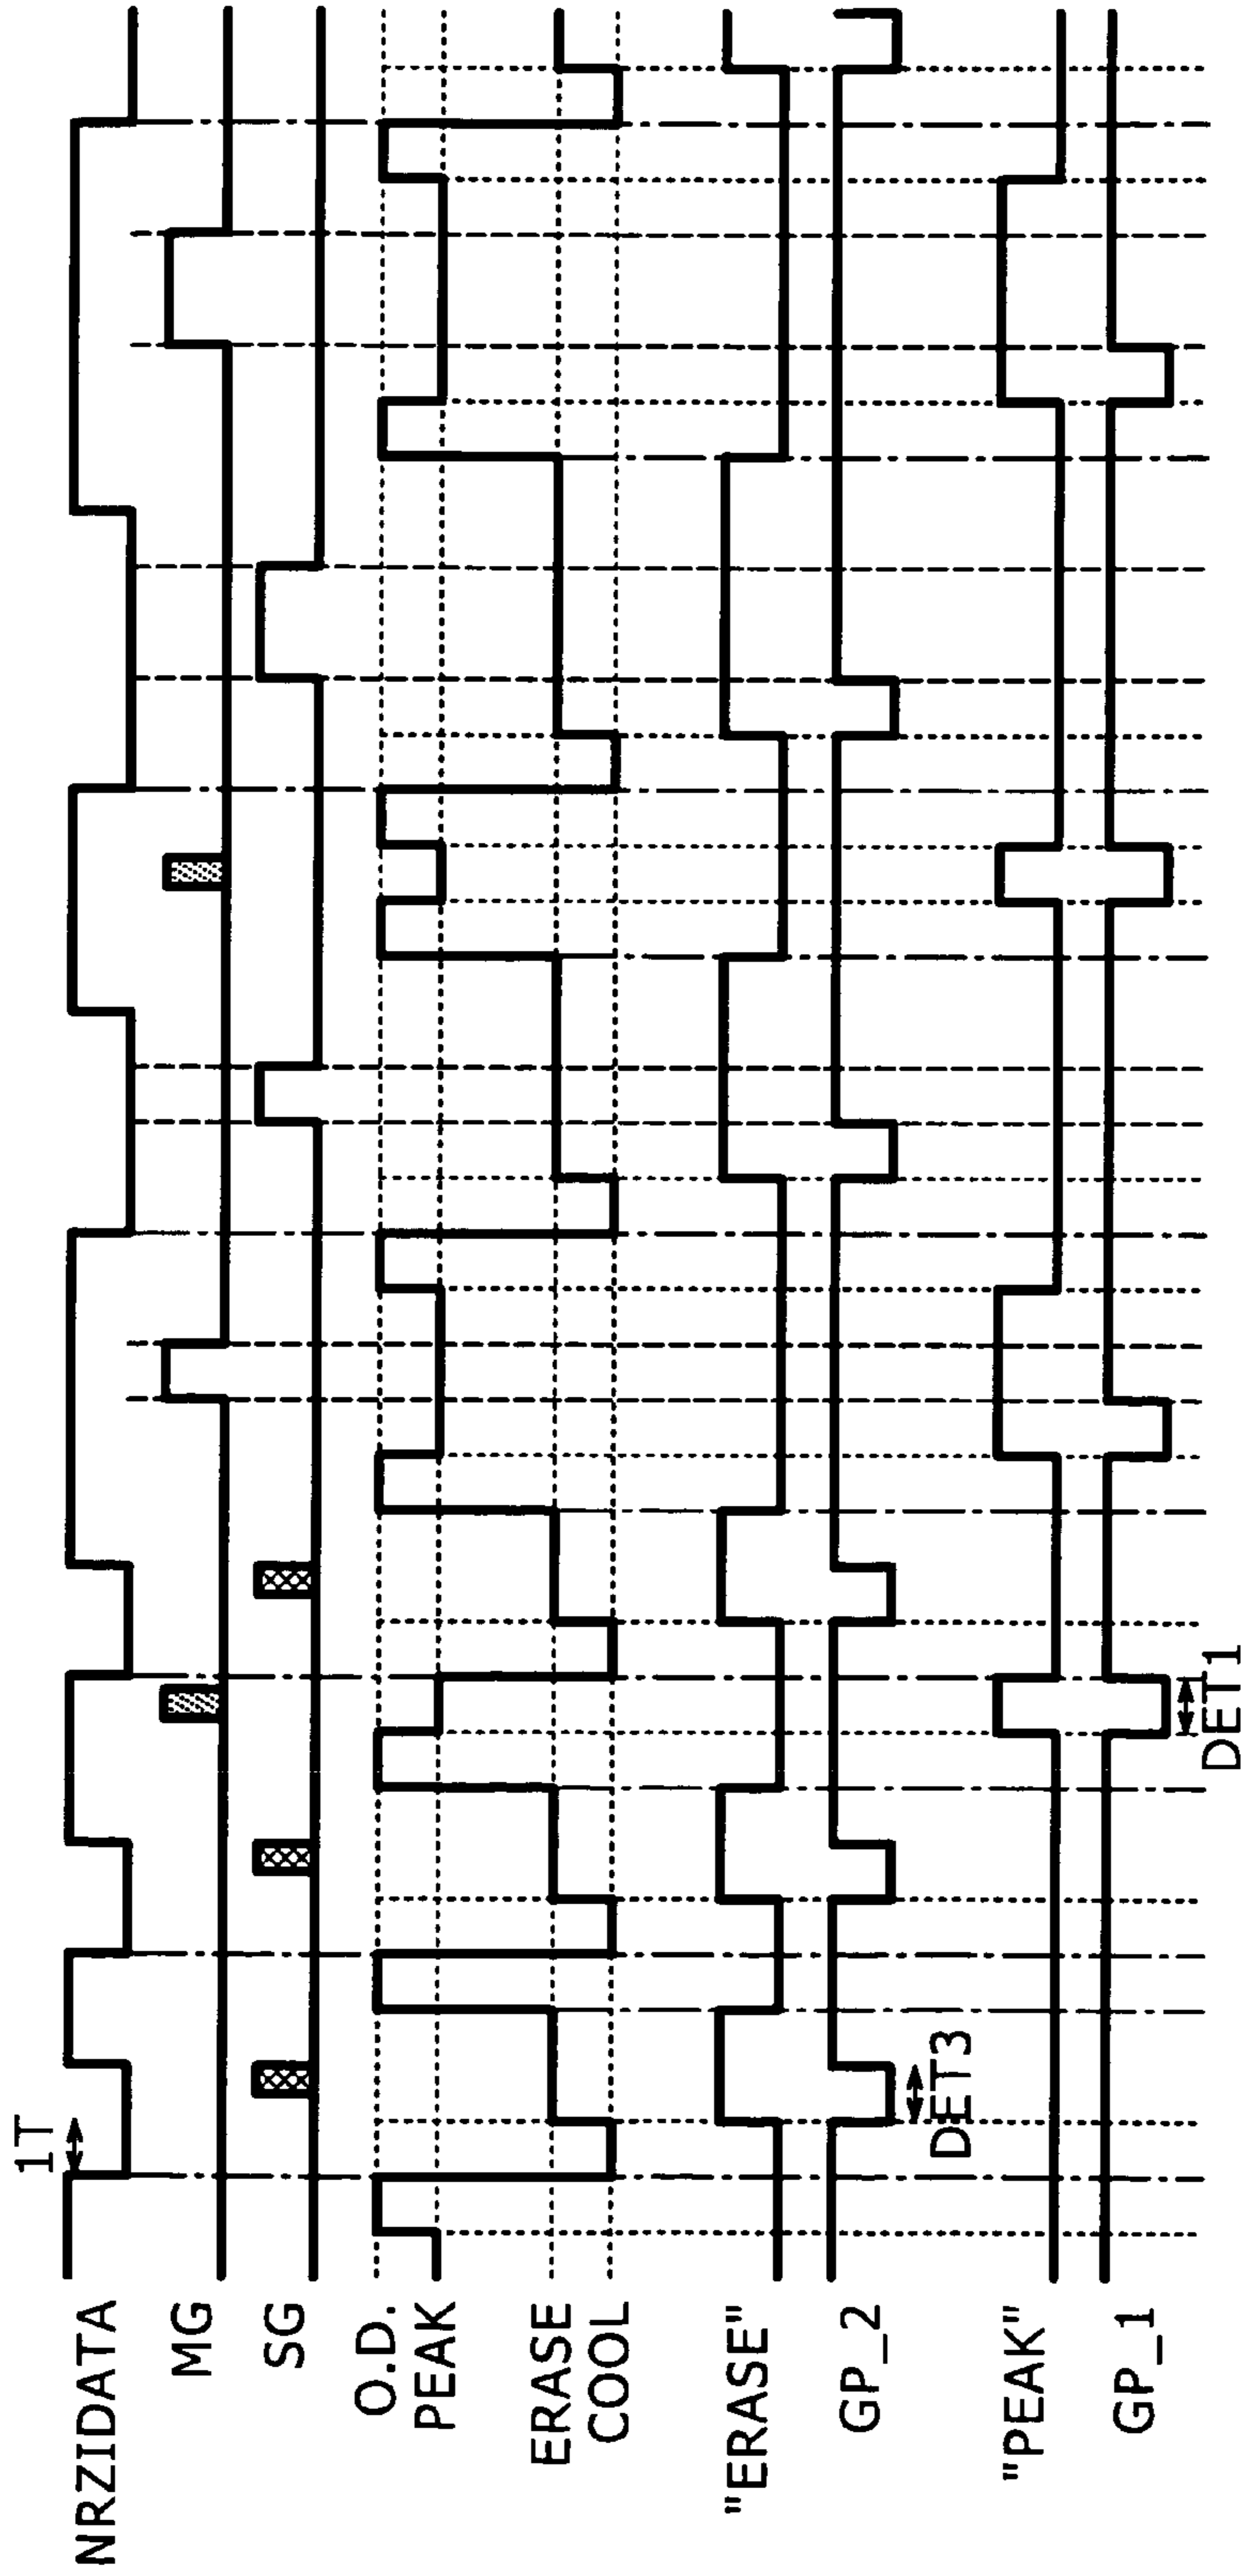 1T
NRZIDATA
MG
SG
O.D.
PEAK
ERASE
COOL
"ERASE"
GP_2
DET3
"PEAK"
GP_1
DET1